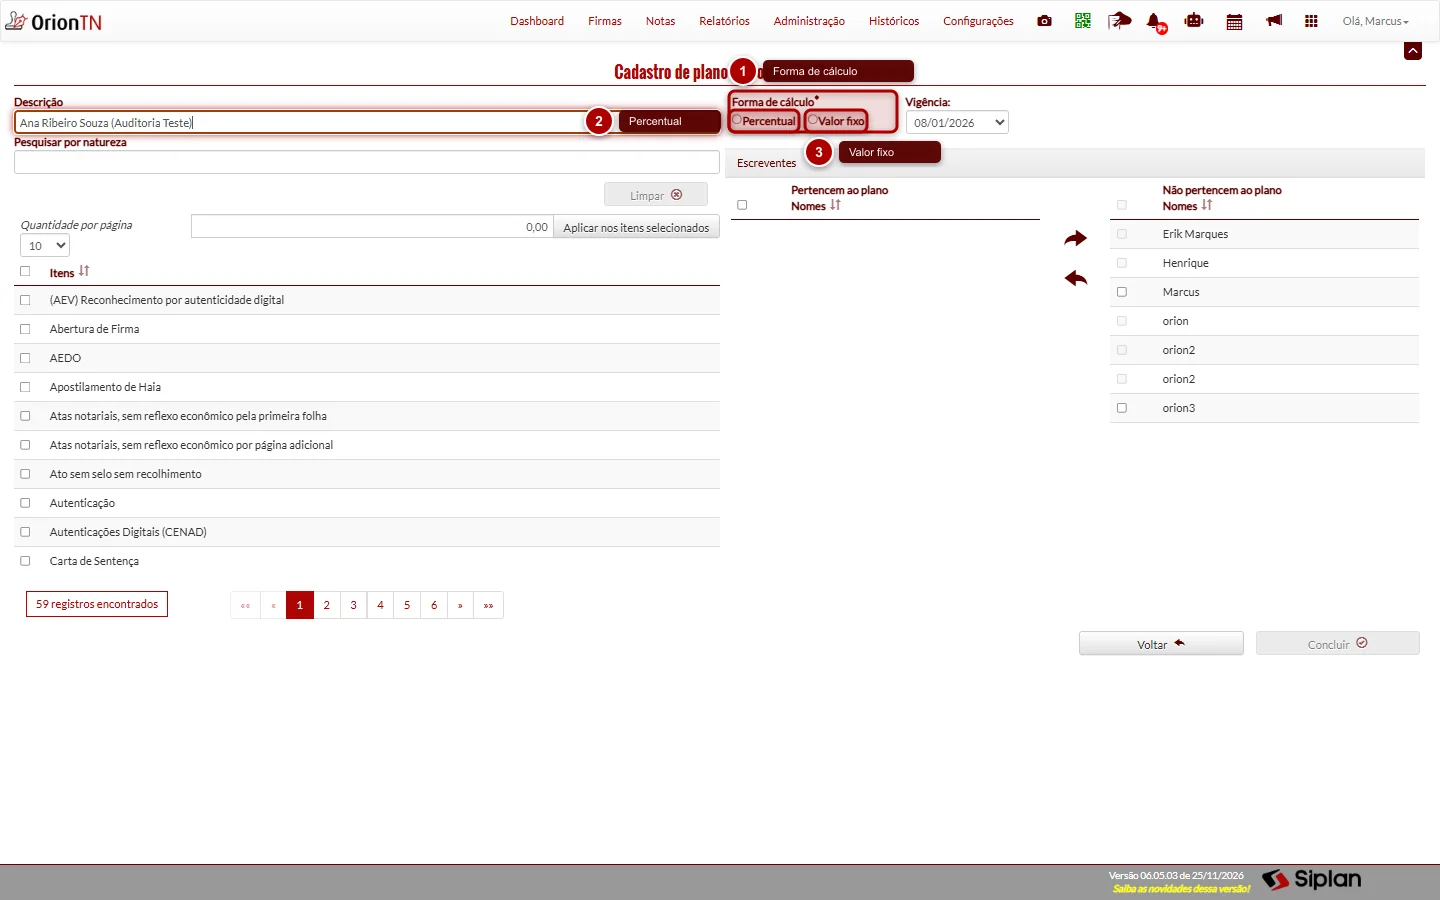 OrionTN
Dashboard
Firmas
Notas
Relatórios
Administração
Históricos
Configurações
9+
Olá, Marcus
Cadastro de plano
1
Forma de cálculo
Descrição
Ana Ribeiro Souza (Auditoria Teste)
2
Percentual
Forma de cálculo*
Percentual
Valor fixo
Vigência:
08/01/2026
Pesquisar por natureza
3
Valor fixo
Limpar
Escreventes
Quantidade por página
10
0,00
Aplicar nos itens selecionados
Pertencem ao plano
Nomes
Não pertencem ao plano
Nomes
Itens
(AEV) Reconhecimento por autenticidade digital
Abertura de Firma
AEDO
Apostilamento de Haia
Atas notariais, sem reflexo econômico pela primeira folha
Atas notariais, sem reflexo econômico por página adicional
Ato sem selo sem recolhimento
Autenticação
Autenticações Digitais (CENAD)
Carta de Sentença
Erik Marques
Henrique
Marcus
orion
orion2
orion2
orion3
59 registros encontrados
«« « 1 2 3 4 5 6 » »»
Voltar
Concluir
Versão 06.05.03 de 25/11/2026
Saiba as novidades dessa versão!
Siplan